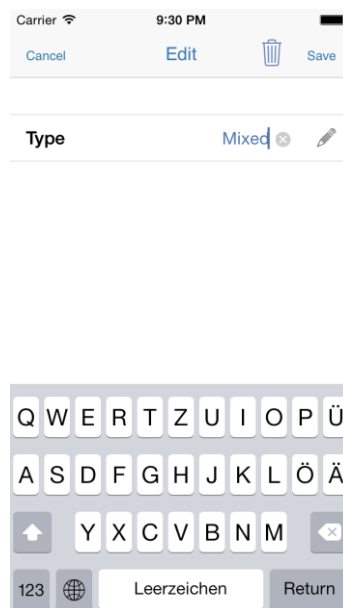 Carrier 9:30 PM
Cancel Edit Save
Type Mixed
Q W E R T Z U I O P Ü
A S D F G H J K L Ö Ä
Y X C V B N M
123 Leerzeichen Return